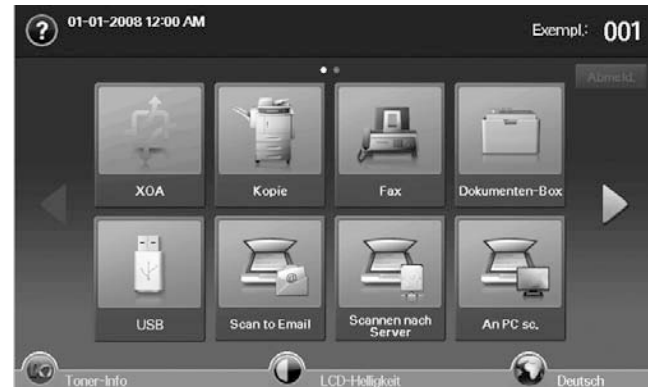 01-01-2008 12:00 AM
Exempl.: 001
Abmeld.
XOA
Kopie
Fax
Dokumenten-Box
USB
Scan to Email
Scannen nach
Server
An PC sc.
Toner-Info
LCD-Helligkeit
Deutsch